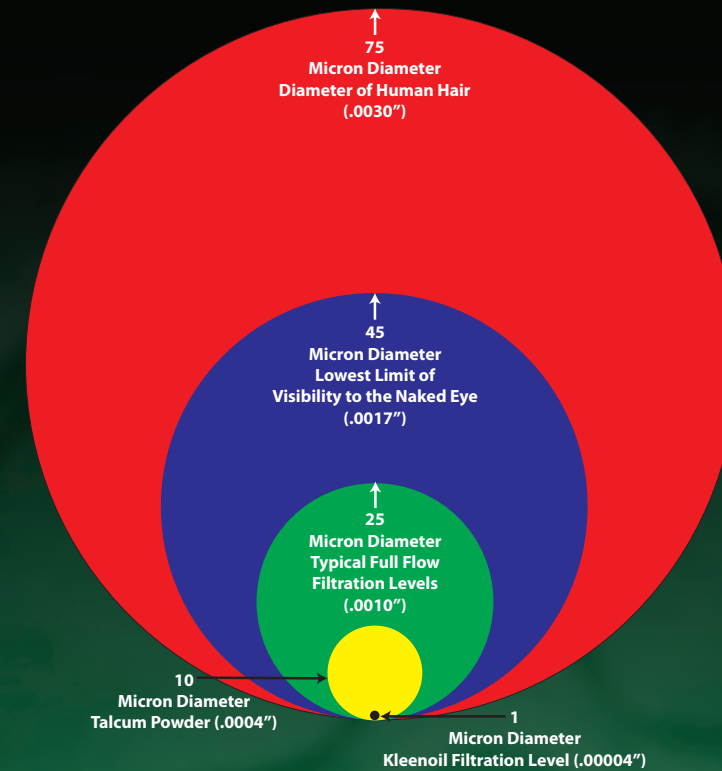 75
Micron Diameter
Diameter of Human Hair
(.0030”)
45
Micron Diameter
Lowest Limit of
Visibility to the Naked Eye
(.0017”)
25
Micron Diameter
Typical Full Flow
Filtration Levels
(.0010”)
10
Micron Diameter
Talcum Powder (.0004”)
1
Micron Diameter
Kleenoil Filtration Level (.00004”)